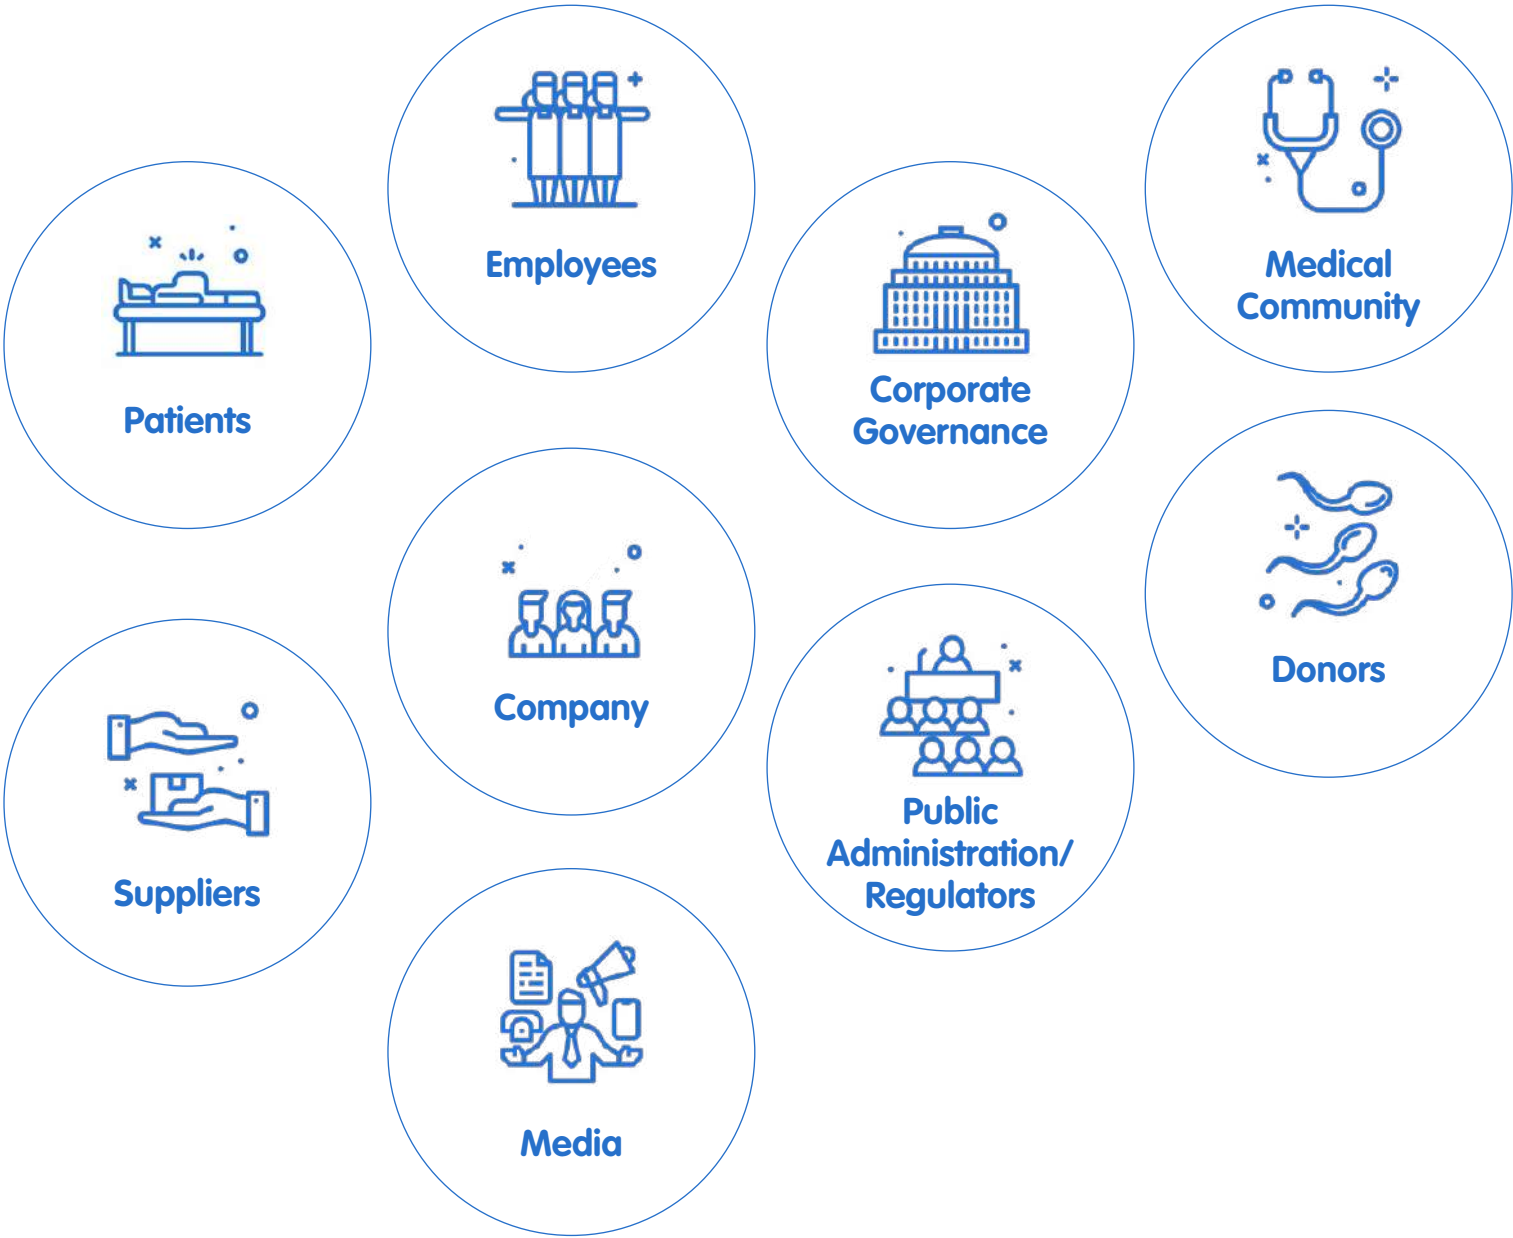 Patients
Suppliers
Employees
Company
Media
Corporate
Governance
Public
Administration/
Regulators
Medical
Community
Donors